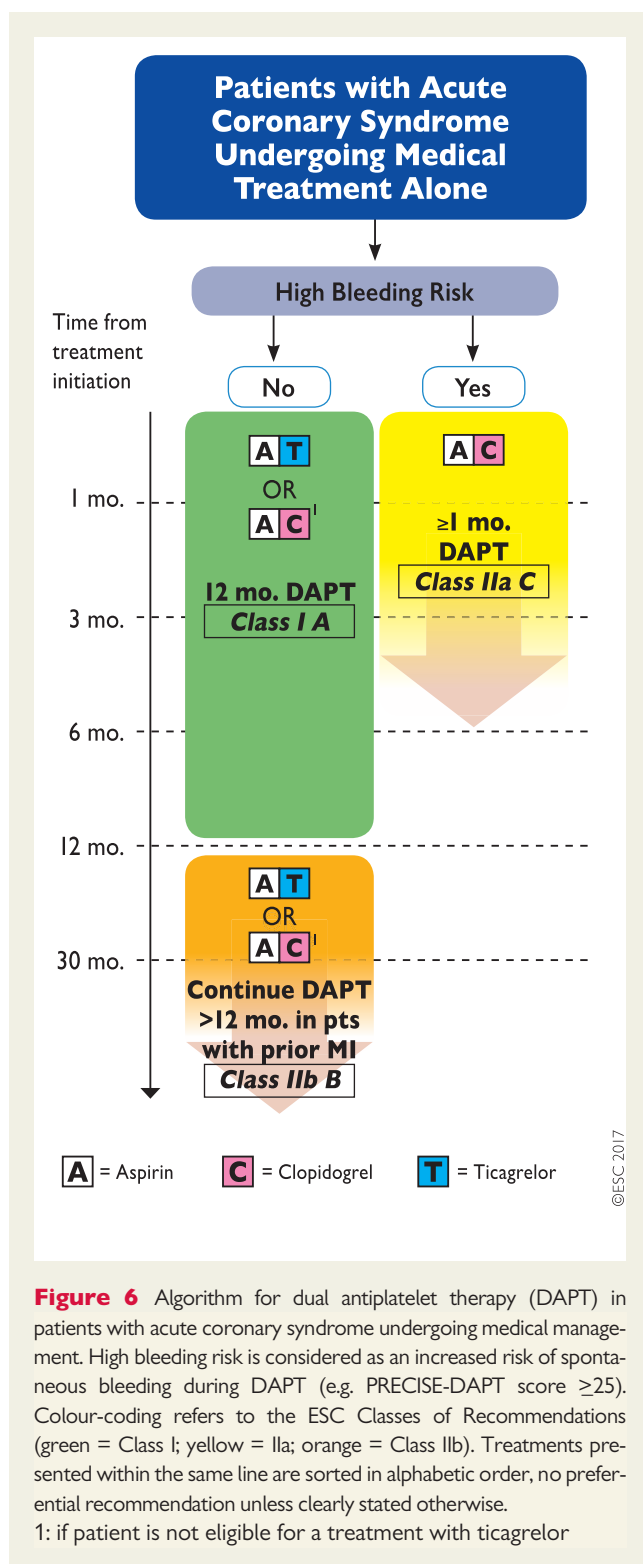 Patients with Acute
Coronary Syndrome
Undergoing Medical
Treatment Alone
High Bleeding Risk
Time from
treatment
initiation
No
Yes
A T
OR
A C 1
12 mo. DAPT
Class I A
A C
≥1 mo.
DAPT
Class IIa C
1 mo.
3 mo.
6 mo.
12 mo.
30 mo.
A T
OR
A C 1
Continue DAPT
>12 mo. in pts
with prior MI
Class IIb B
A = Aspirin
C = Clopidogrel
T = Ticagrelor
©ESC 2017
Figure 6 Algorithm for dual antiplatelet therapy (DAPT) in
patients with acute coronary syndrome undergoing medical manage-
ment. High bleeding risk is considered as an increased risk of sponta-
neous bleeding during DAPT (e.g. PRECISE-DAPT score ≥25).
Colour-coding refers to the ESC Classes of Recommendations
(green = Class I; yellow = IIa; orange = Class IIb). Treatments pre-
sented within the same line are sorted in alphabetic order, no prefer-
ential recommendation unless clearly stated otherwise.
1: if patient is not eligible for a treatment with ticagrelor